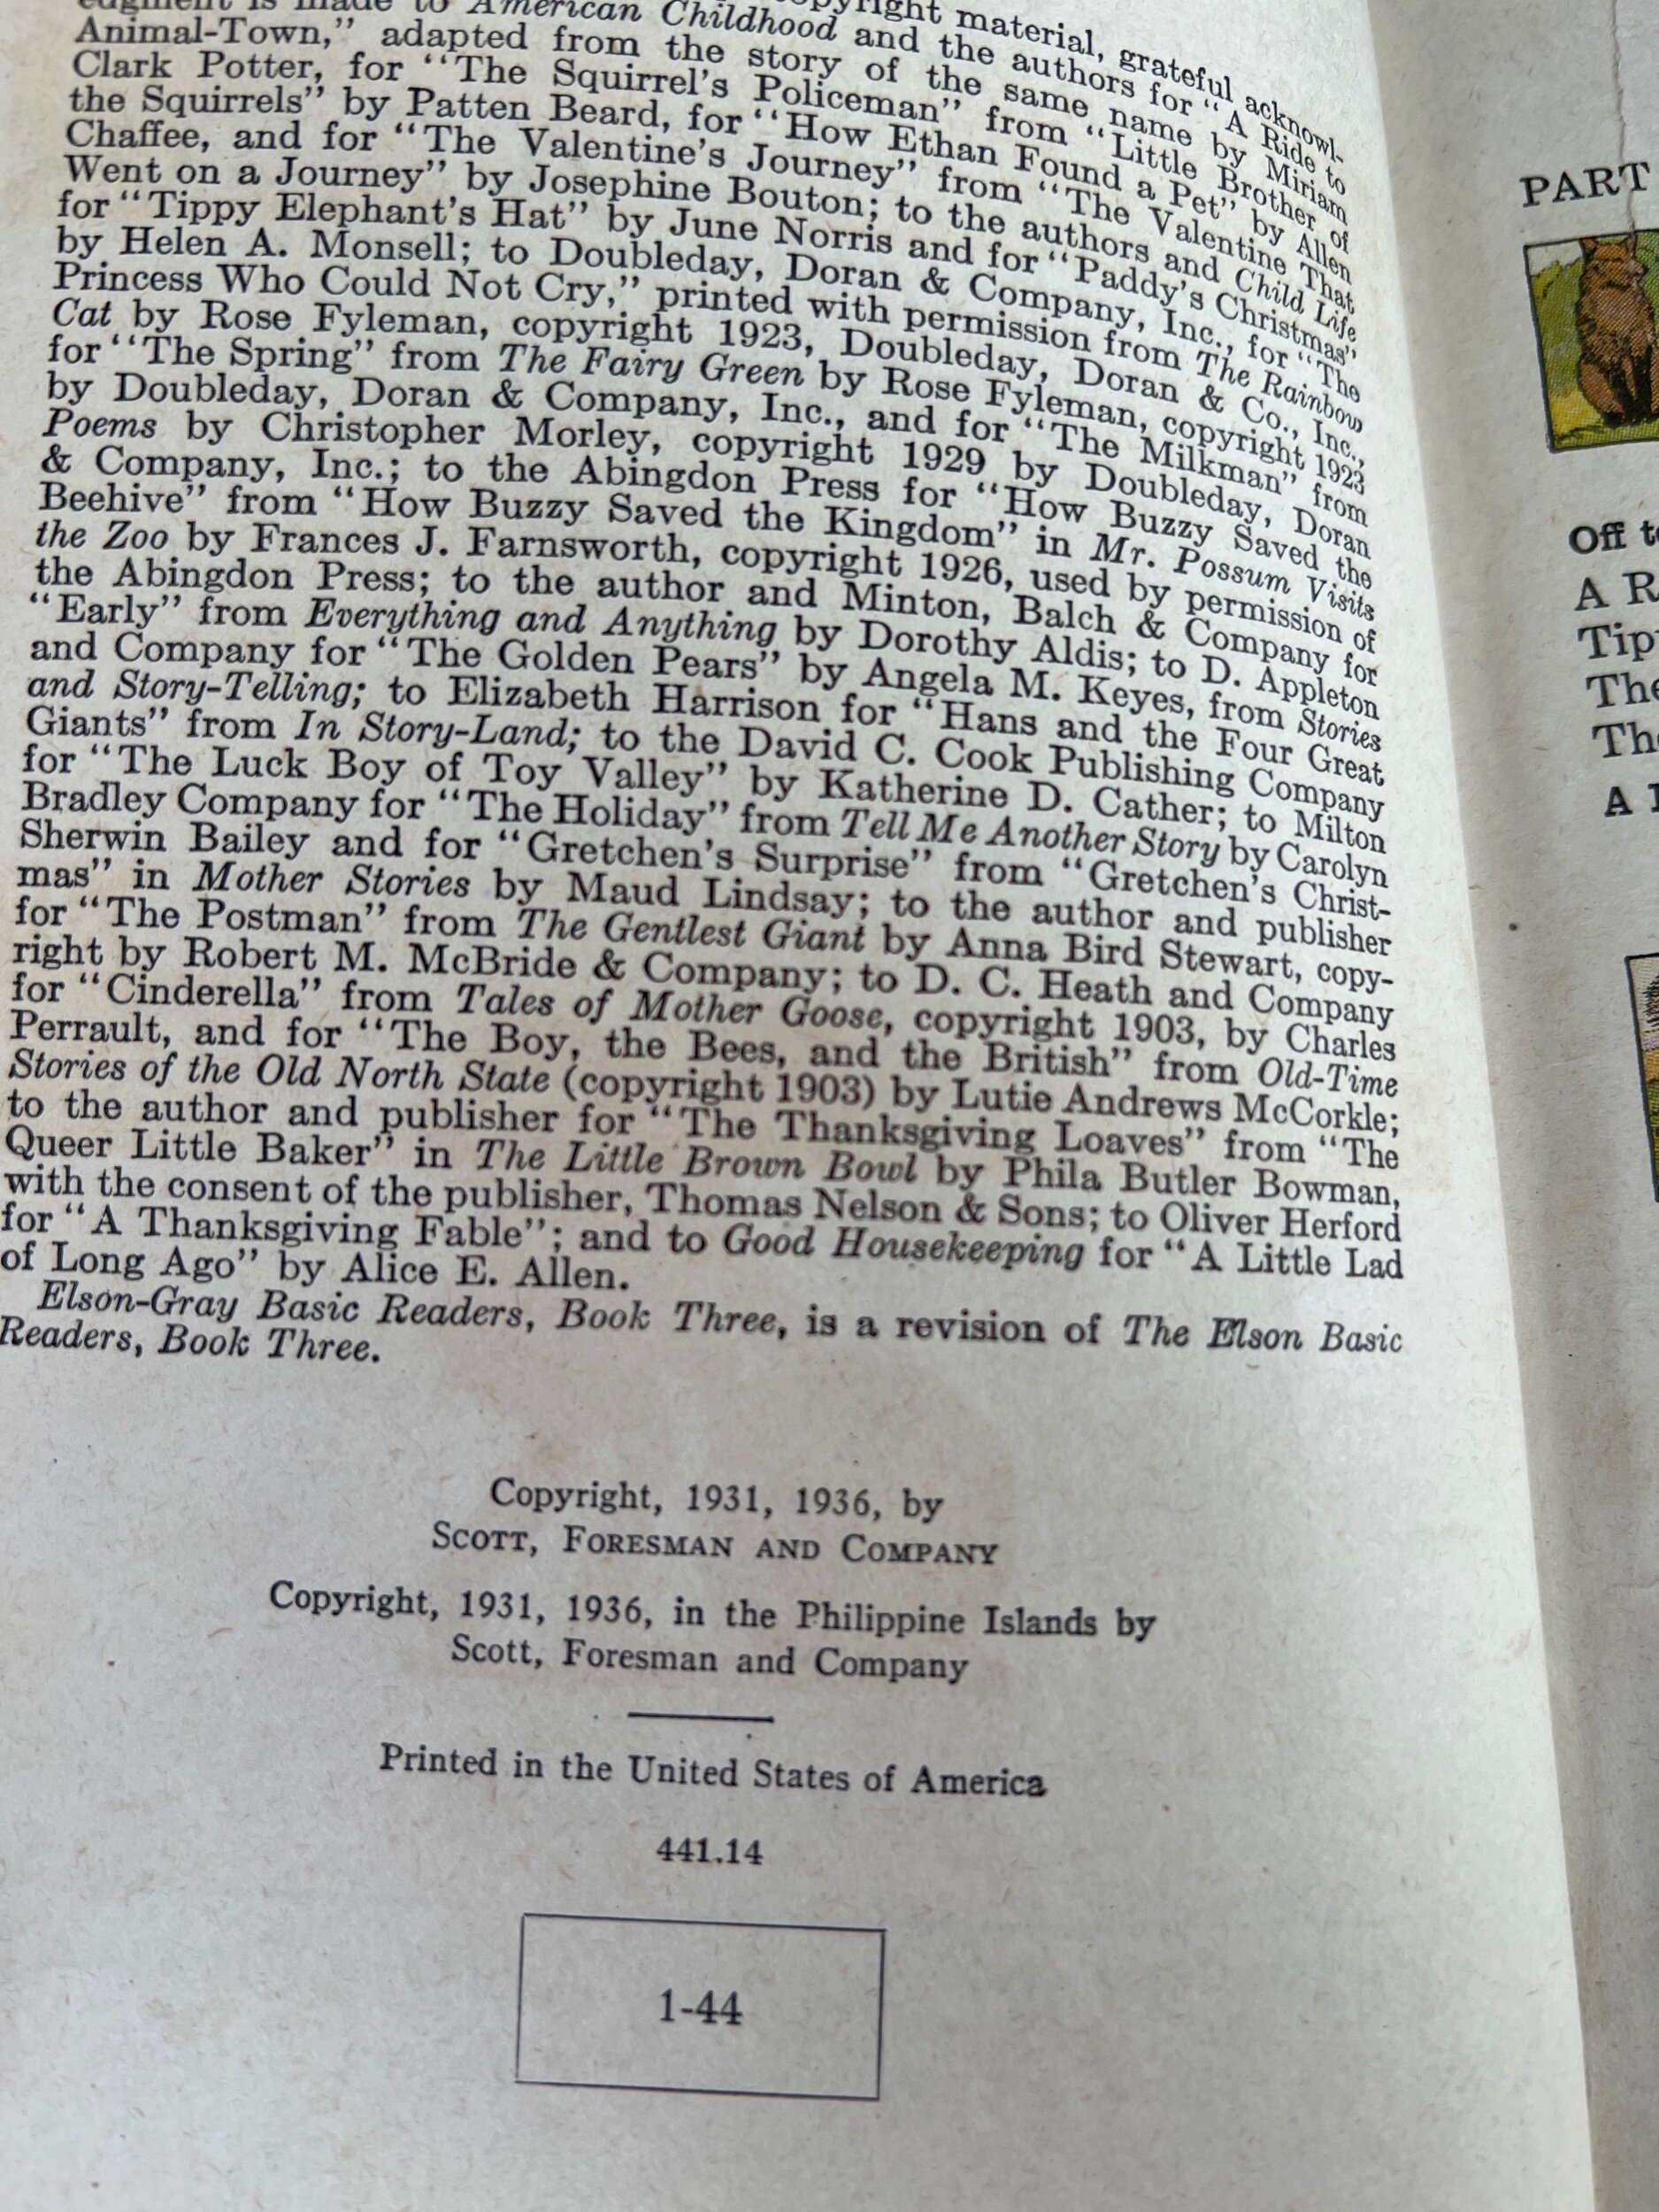 edgment is made to American Childhood and the authors for "A Ride to
Animal-Town," adapted from the story of the same name by Miriam
Clark Potter, for "The Squirrel's Policeman" from "Little Brother of
the Squirrels" by Patten Beard, for "How Ethan Found a Pet" by Allen
Chaffee, and for "The Valentine's Journey" from "The Valentine That
Went on a Journey" by Josephine Bouton; to the authors and Child Life
for "Tippy Elephant's Hat" by June Norris and for "Paddy's Christmas"
by Helen A. Monsell; to Doubleday, Doran & Company, Inc., for "The
Princess Who Could Not Cry," printed with permission from The Rainbow
Cat by Rose Fyleman, copyright 1923, Doubleday, Doran & Co., Inc.,
for "The Spring" from The Fairy Green by Rose Fyleman, copyright 1923
by Doubleday, Doran & Company, Inc., and for "The Milkman" from
Poems by Christopher Morley, copyright 1929 by Doubleday, Doran
& Company, Inc.; to the Abingdon Press for "How Buzzy Saved the
Beehive" from "How Buzzy Saved the Kingdom" in Mr. Possum Visits
the Zoo by Frances J. Farnsworth, copyright 1926, used by permission of
the Abingdon Press; to the author and Minton, Balch & Company for
"Early" from Everything and Anything by Dorothy Aldis; to D. Appleton
and Company for "The Golden Pears" by Angela M. Keyes, from Stories
and Story-Telling; to Elizabeth Harrison for "Hans and the Four Great
Giants" from In Story-Land; to the David C. Cook Publishing Company
for "The Luck Boy of Toy Valley" by Katherine D. Cather; to Milton
Bradley Company for "The Holiday" from Tell Me Another Story by Carolyn
Sherwin Bailey and for "Gretchen's Surprise" from "Gretchen's Christ-
mas" in Mother Stories by Maud Lindsay; to the author and publisher
for "The Postman" from The Gentlest Giant by Anna Bird Stewart, copy-
right by Robert M. McBride & Company; to D. C. Heath and Company
for "Cinderella" from Tales of Mother Goose, copyright 1903, by Charles
Perrault, and for "The Boy, the Bees, and the British" from Old-Time
Stories of the Old North State (copyright 1903) by Lutie Andrews McCorkle;
to the author and publisher for "The Thanksgiving Loaves" from "The
Queer Little Baker" in The Little Brown Bowl by Phila Butler Bowman,
with the consent of the publisher, Thomas Nelson & Sons; to Oliver Herford
for "A Thanksgiving Fable"; and to Good Housekeeping for "A Little Lad
of Long Ago" by Alice E. Allen.
Elson-Gray Basic Readers, Book Three, is a revision of The Elson Basic
Readers, Book Three.
Copyright, 1931, 1936, by
SCOTT, FORESMAN AND COMPANY
Copyright, 1931, 1936, in the Philippine Islands by
Scott, Foresman and Company
Printed in the United States of America
441.14
1-44
PART
Off
A